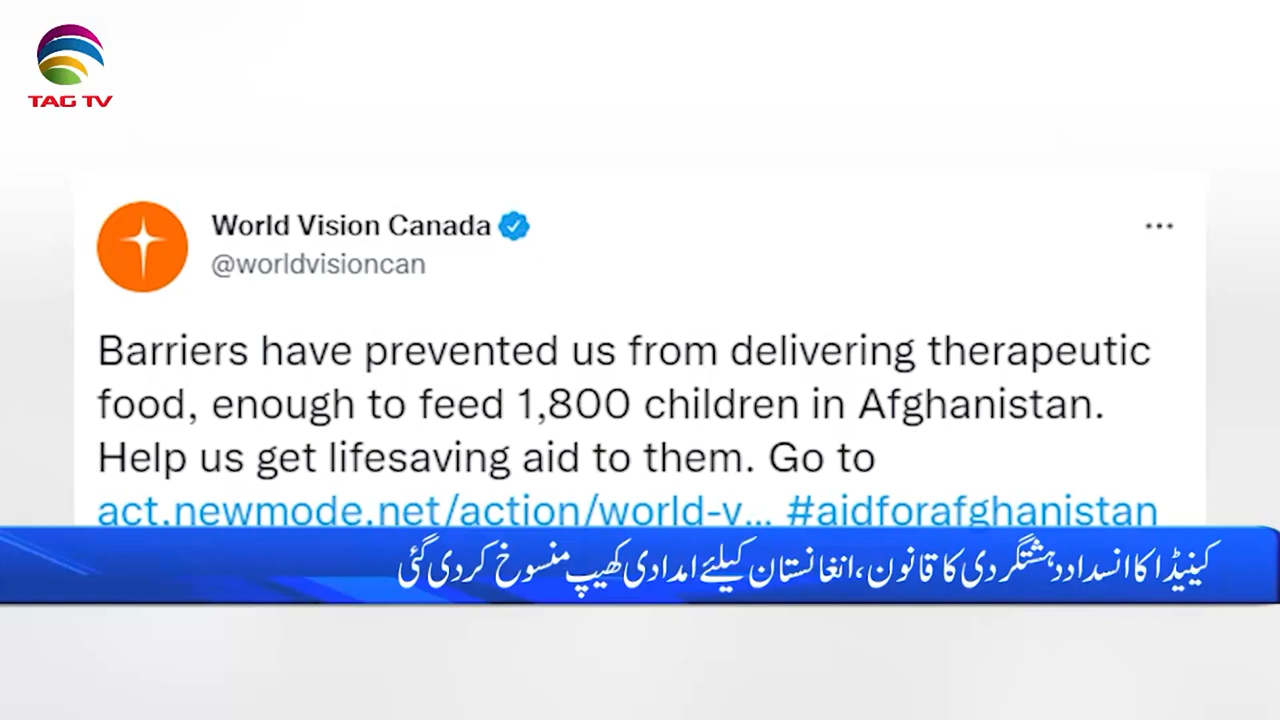 TAG TV
World Vision Canada
@worldvisioncan
Barriers have prevented us from delivering therapeutic
food, enough to feed 1,800 children in Afghanistan.
Help us get lifesaving aid to them. Go to
act.newmode.net/action/world-v... #aidforafghanistan
کینیڈا کا انسداد دہشتگردی کا قانون، افغانستان کیلئے امدادی کھیپ منسوخ کر دی گئی